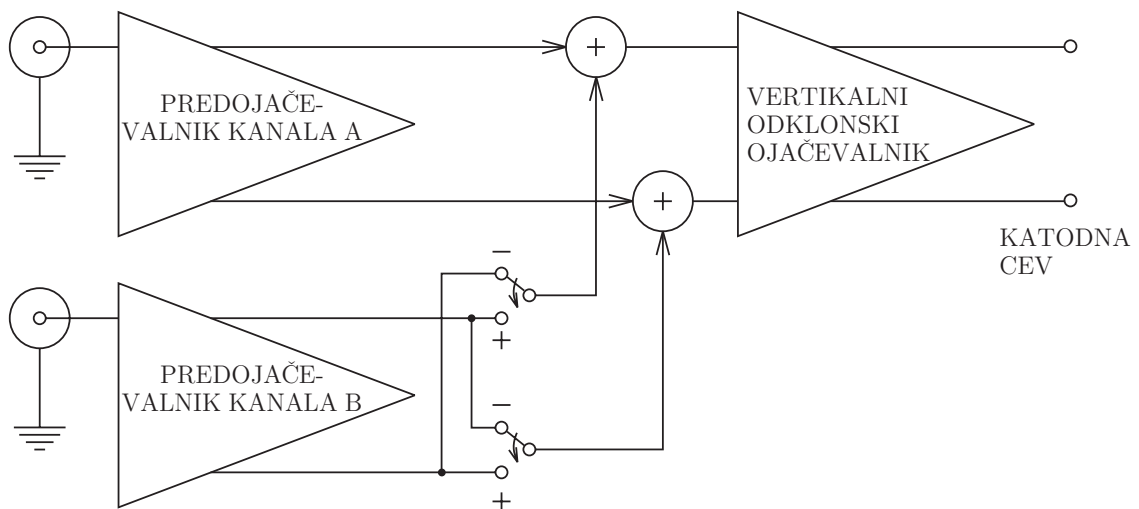 PREDOJAČE-
VALNIK KANALA A
+
+
VERTIKALNI
ODKLONSKI
OJAČEVALNIK
KATODNA
CEV
PREDOJAČE-
VALNIK KANALA B
−
+
−
+